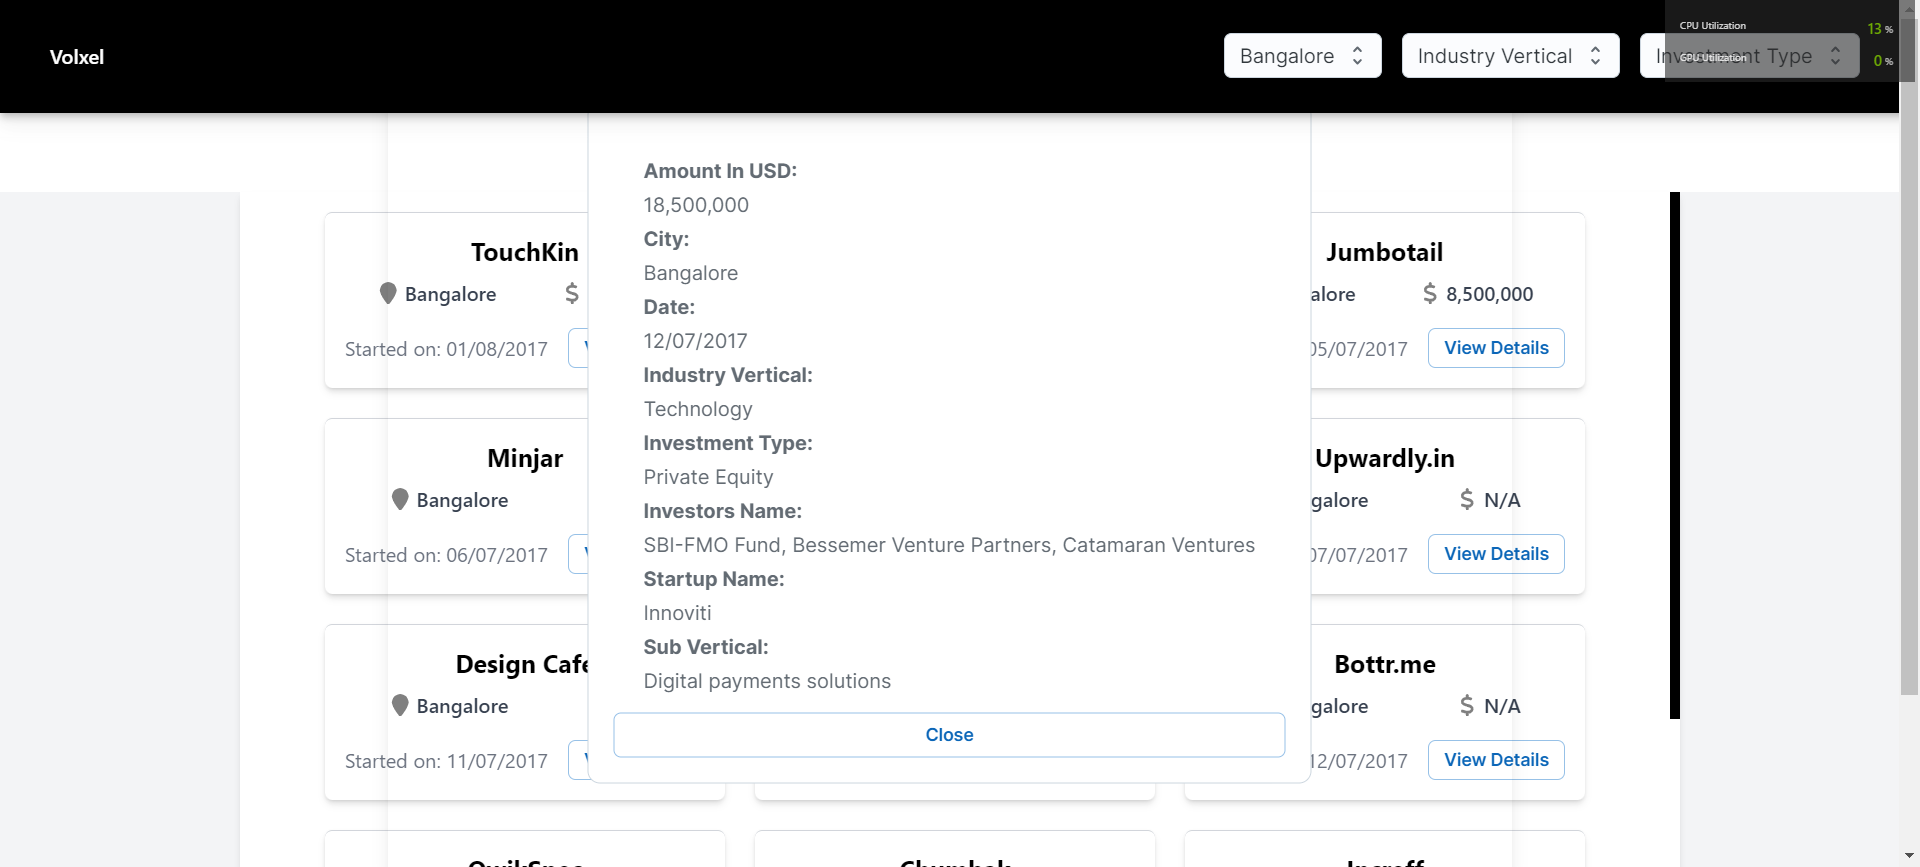 Volxel
Bangalore
Industry Vertical
Investment Type
CPU Utilization
13 %
GPU Utilization
0 %
Amount In USD:
18,500,000
City:
Bangalore
Date:
12/07/2017
Industry Vertical:
Technology
Investment Type:
Private Equity
Investors Name:
SBI-FMO Fund, Bessemer Venture Partners, Catamaran Ventures
Startup Name:
Innoviti
Sub Vertical:
Digital payments solutions
Close
TouchKin
Bangalore $
Started on: 01/08/2017
Jumbotail
alore $ 8,500,000
05/07/2017 View Details
Minjar
Bangalore
Started on: 06/07/2017
Upwardly.in
galore $ N/A
07/07/2017 View Details
Design Cafe
Bangalore
Started on: 11/07/2017
Bottr.me
galore $ N/A
12/07/2017 View Details